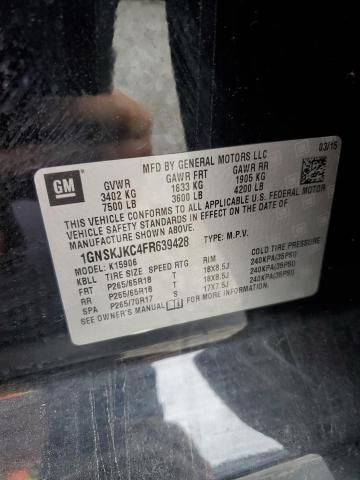 GM
MFD BY GENERAL MOTORS LLC
03/15
GVWR GAWR FRT GAWR RR
3402 KG 1633 KG 1905 KG
7500 LB 3600 LB 4200 LB
THIS VEHICLE CONFORMS TO ALL APPLICABLE U.S. FEDERAL MOTOR
VEHICLE SAFETY STANDARDS IN EFFECT ON THE DATE OF
MANUFACTURE SHOWN ABOVE.
1GNSKJKC4FR639428 TYPE: M.P.V.
MODEL: K15906
KBLL TIRE SIZE SPEED RTG RIM COLD TIRE PRESSURE
FRT P265/65R18 T 18X8.5J 240KPA(35PSI)
RR P265/65R18 T 18X8.5J 240KPA(35PSI)
SPA P265/70R17 S 17X7.5J 240KPA(35PSI)
SEE OWNER'S MANUAL FOR MORE INFORMATION.